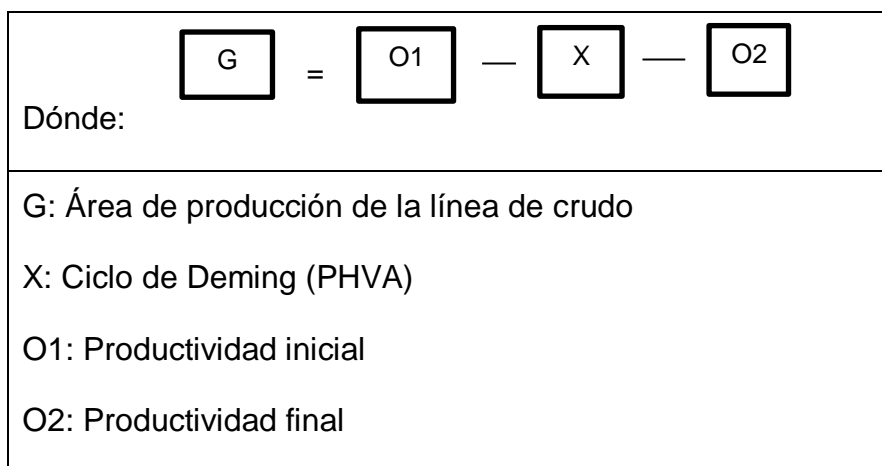 G = O1 — X — O2
Dónde:
G: Área de producción de la línea de crudo
X: Ciclo de Deming (PHVA)
O1: Productividad inicial
O2: Productividad final